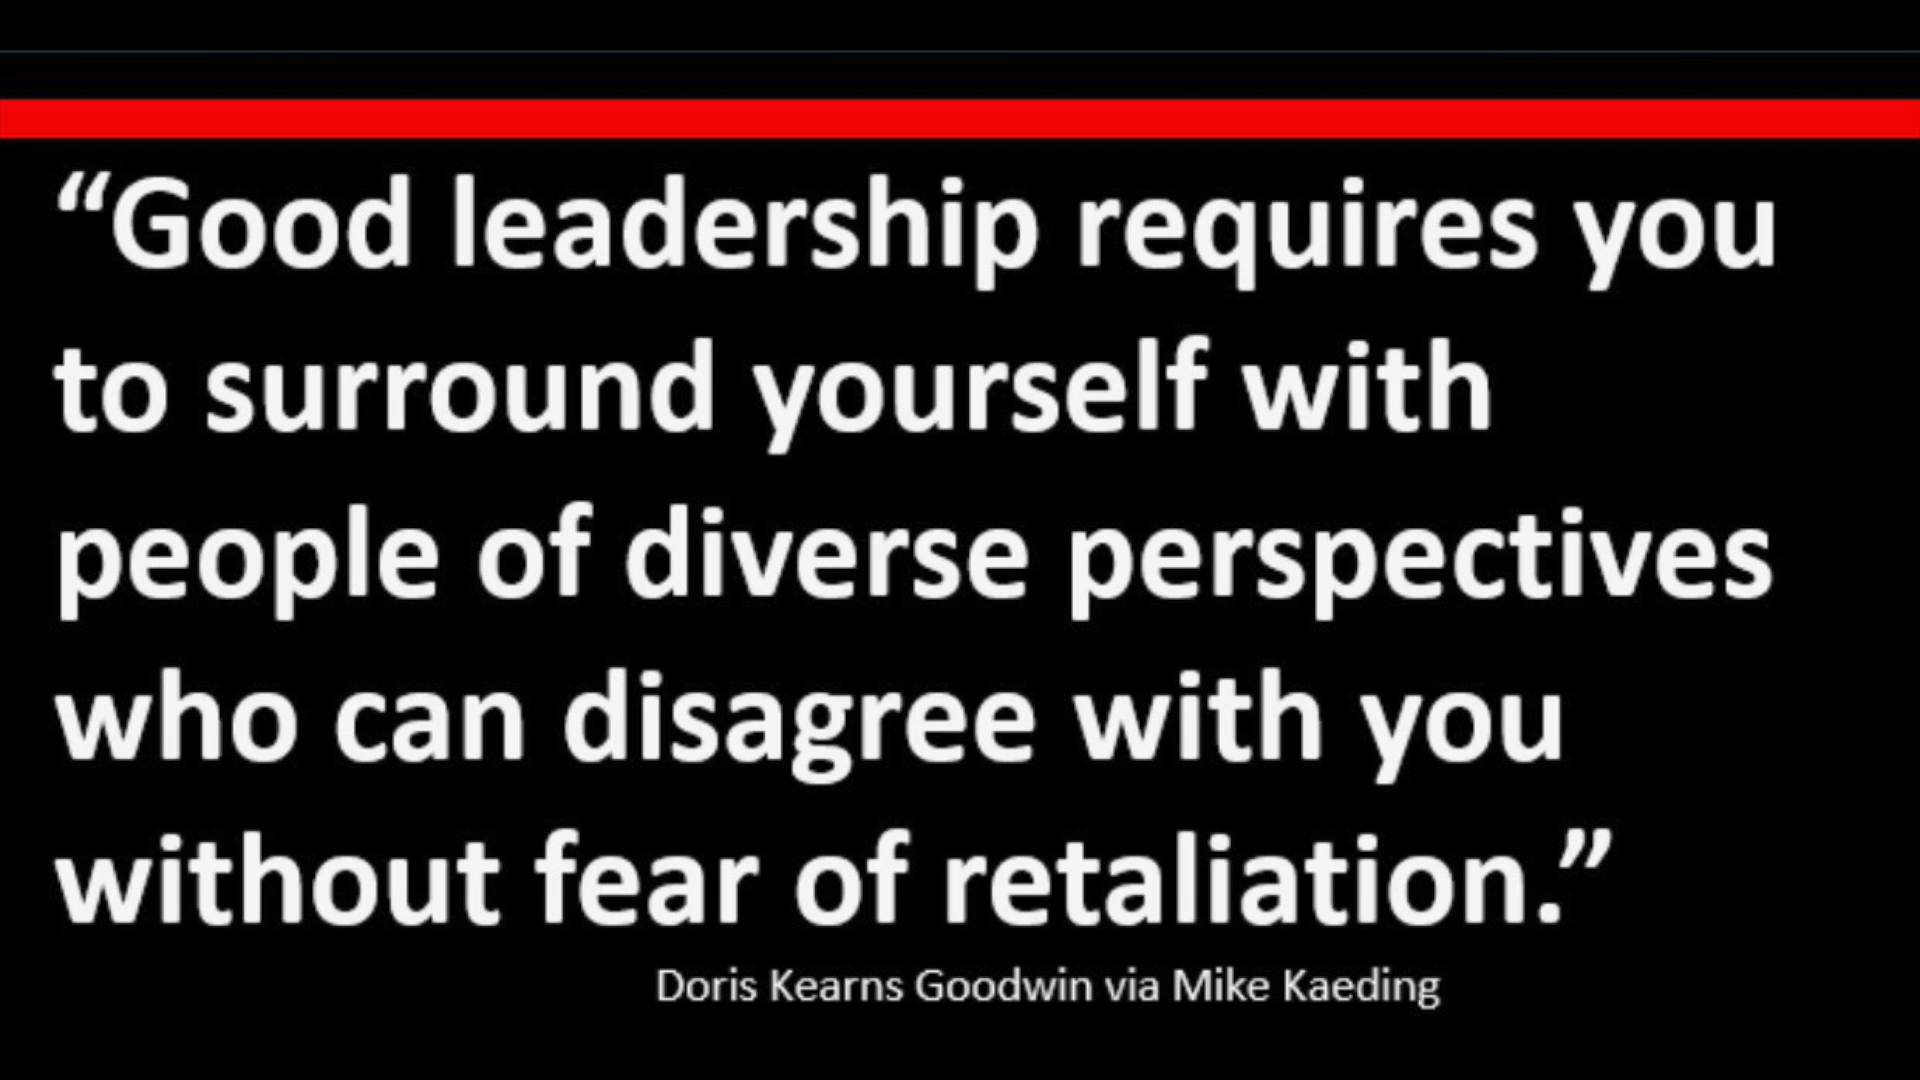 “Good leadership requires you
to surround yourself with
people of diverse perspectives
who can disagree with you
without fear of retaliation.”
Doris Kearns Goodwin via Mike Kaeding